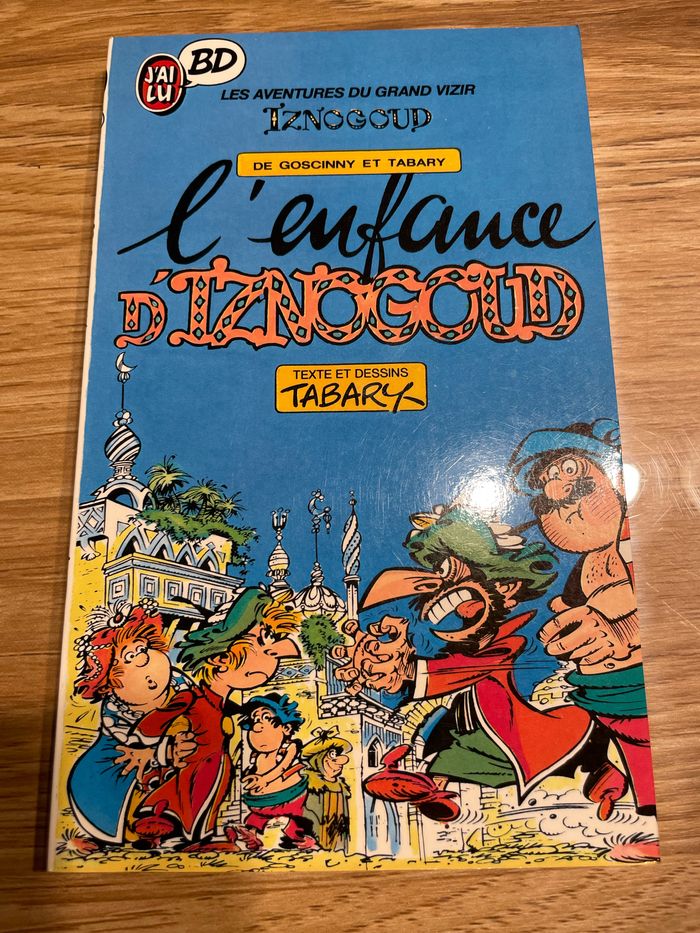 J'AI
LU
BD
LES AVENTURES DU GRAND VIZIR
IZNOGOUD
DE GOSCINNY ET TABARY
l'enfance
D'IZNOGOUD
TEXTE ET DESSINS
TABARY